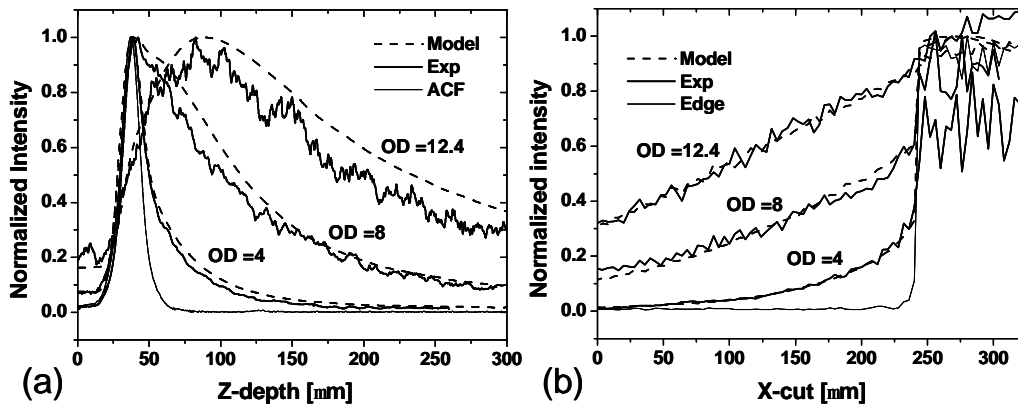 1.0
0.8
0.6
0.4
0.2
0.0
Normalized Intensity
Model
Exp
ACF
OD =12.4
OD =8
OD =4
0 50 100 150 200 250 300
(a)
Z-depth [mm]
1.0
0.8
0.6
0.4
0.2
0.0
Normalized intensity
Model
Exp
Edge
OD =12.4
OD =8
OD =4
0 50 100 150 200 250 300
(b)
X-cut [mm]